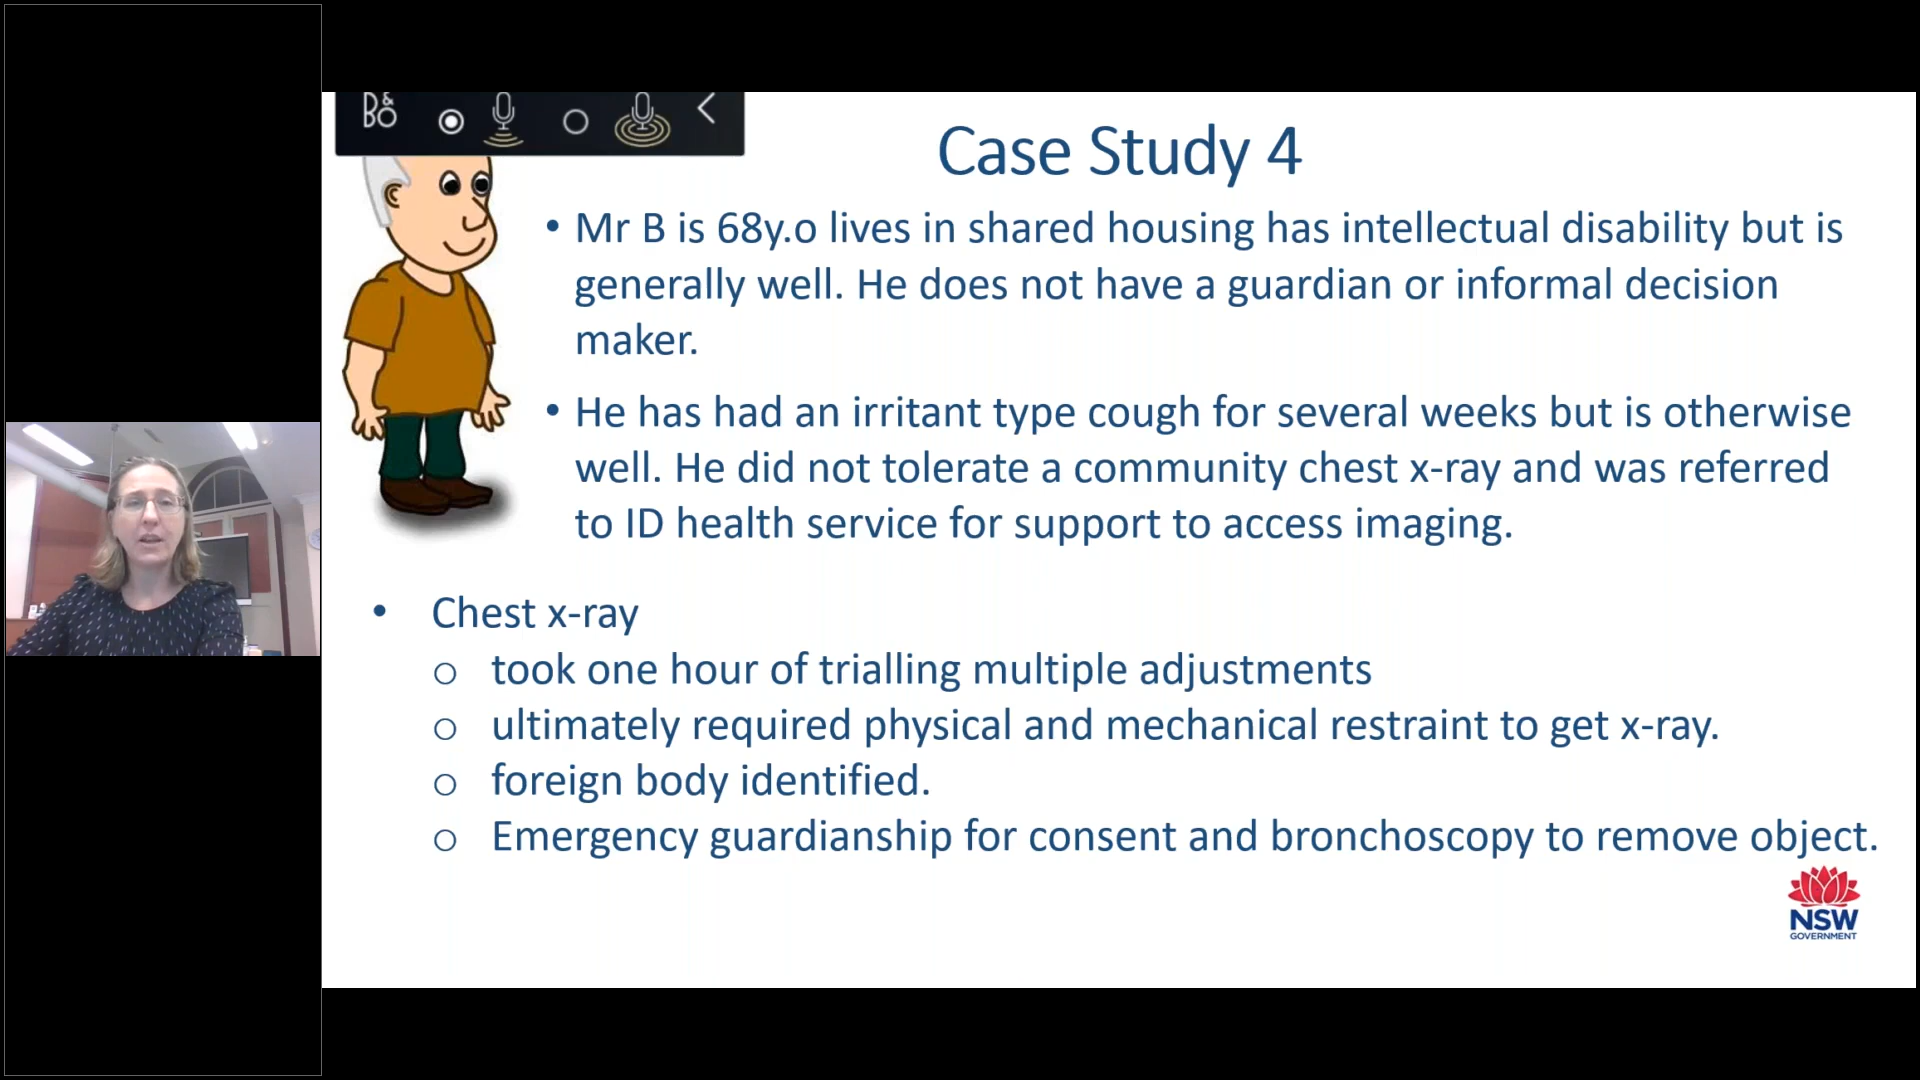 B&O
Case Study 4
• Mr B is 68y.o lives in shared housing has intellectual disability but is
generally well. He does not have a guardian or informal decision
maker.
• He has had an irritant type cough for several weeks but is otherwise
well. He did not tolerate a community chest x-ray and was referred
to ID health service for support to access imaging.
• Chest x-ray
o took one hour of trialling multiple adjustments
o ultimately required physical and mechanical restraint to get x-ray.
o foreign body identified.
o Emergency guardianship for consent and bronchoscopy to remove object.
NSW
GOVERNMENT